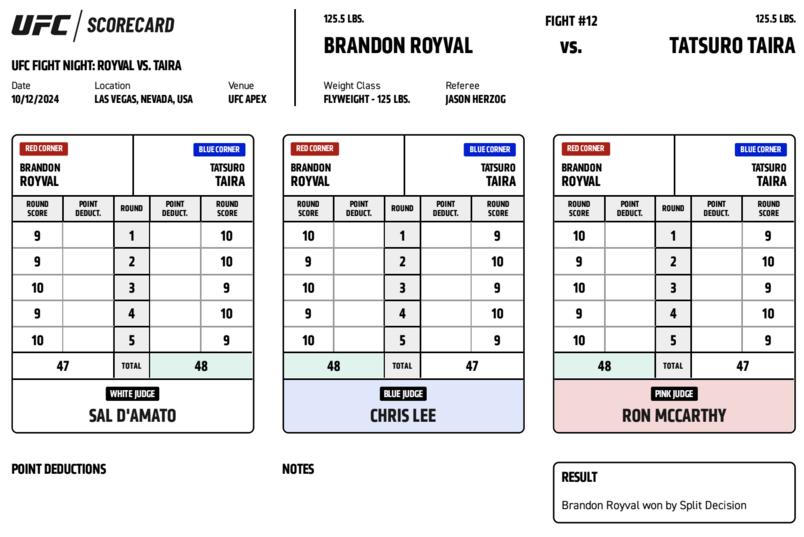 UFC / SCORECARD
UFC FIGHT NIGHT: ROYVAL VS. TAIRA
Date Location Venue
10/12/2024 LAS VEGAS, NEVADA, USA UFC APEX
125.5 LBS. FIGHT #12 125.5 LBS.
BRANDON ROYVAL VS. TATSURO TAIRA
Weight Class Referee
FLYWEIGHT - 125 LBS. JASON HERZOG
RED CORNER BLUE CORNER
BRANDON TATSURO
ROYVAL TAIRA
ROUND POINT ROUND POINT ROUND
SCORE DEDUCT. DEDUCT. SCORE
9 1 10
9 2 10
10 3 9
9 4 10
10 5 9
47 TOTAL 48
WHITE JUDGE
SAL D'AMATO
RED CORNER BLUE CORNER
BRANDON TATSURO
ROYVAL TAIRA
ROUND POINT ROUND POINT ROUND
SCORE DEDUCT. DEDUCT. SCORE
10 1 9
9 2 10
10 3 9
9 4 10
10 5 9
48 TOTAL 47
BLUE JUDGE
CHRIS LEE
RED CORNER BLUE CORNER
BRANDON TATSURO
ROYVAL TAIRA
ROUND POINT ROUND POINT ROUND
SCORE DEDUCT. DEDUCT. SCORE
10 1 9
9 2 10
10 3 9
9 4 10
10 5 9
48 TOTAL 47
PINK JUDGE
RON MCCARTHY
POINT DEDUCTIONS
NOTES
RESULT
Brandon Royval won by Split Decision